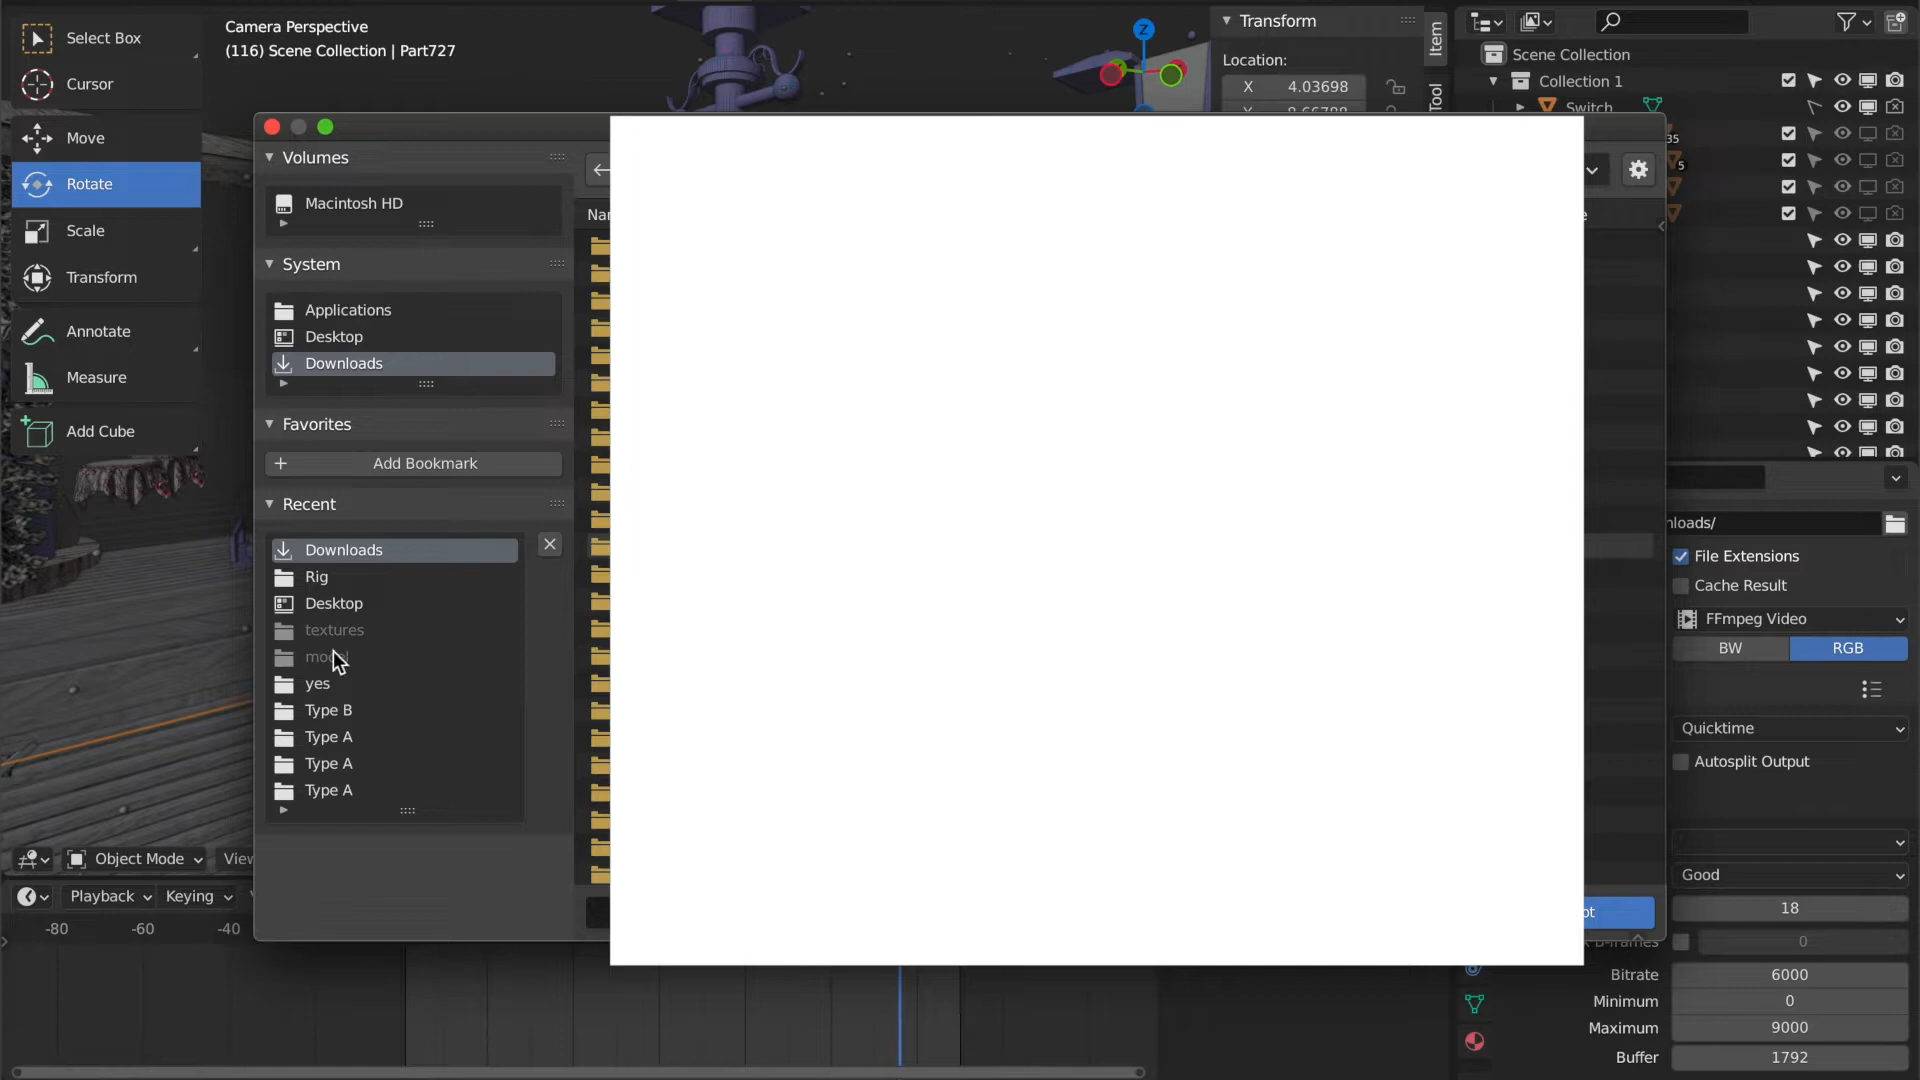 Select Box
Cursor
Move
Rotate
Scale
Transform
Annotate
Measure
Add Cube
Camera Perspective
(116) Scene Collection | Part727
Z
Transform
Location:
X 4.03698
Item
Tool
Scene Collection
Collection 1
Switch
35
5
Volumes
Macintosh HD
System
Applications
Desktop
Downloads
Favorites
Add Bookmark
Recent
Downloads
Rig
Desktop
textures
yes
Type B
Type A
Type A
Type A
Object Mode
Playback
Keying
-80
-60
-40
File Extensions
Cache Result
FFmpeg Video
BW
RGB
Quicktime
Autosplit Output
Good
18
0
Bitrate 6000
Minimum 0
Maximum 9000
Buffer 1792